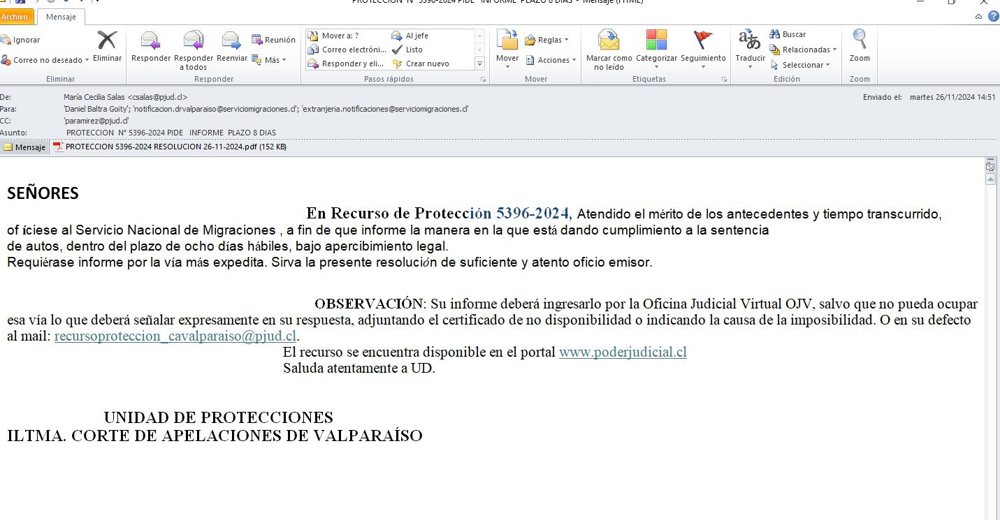 PROTECCION N° 5396-2024 PIDE INFORME PLAZO 8 DIAS - Mensaje (HTML)
Archivo Mensaje
Ignorar
Correo no deseado
Eliminar
Responder
Responder a todos
Reenviar
Reunión
Más
Mover a: ?
Correo electróni...
Responder y eli...
Al jefe
Listo
Crear nuevo
Mover
Reglas
Acciones
Marcar como no leído
Categorizar
Seguimiento
Traducir
Buscar
Relacionadas
Seleccionar
Zoom
Eliminar Responder Pasos rápidos Mover Etiquetas Edición Zoom
De: María Cecilia Salas <csalas@pjud.cl> Enviado el: martes 26/11/2024 14:51
Para: 'Daniel Baltra Goity'; 'notificacion.drvalparaiso@serviciomigraciones.cl'; 'extranjeria.notificaciones@serviciomigraciones.cl'
CC: 'paramirez@pjud.cl'
Asunto: PROTECCION N° 5396-2024 PIDE INFORME PLAZO 8 DIAS
Mensaje PROTECCION 5396-2024 RESOLUCION 26-11-2024.pdf (152 KB)
SEÑORES
En Recurso de Protección 5396-2024, Atendido el mérito de los antecedentes y tiempo transcurrido,
of íciese al Servicio Nacional de Migraciones , a fin de que informe la manera en la que está dando cumplimiento a la sentencia
de autos, dentro del plazo de ocho días hábiles, bajo apercibimiento legal.
Requiérase informe por la vía más expedita. Sirva la presente resolución de suficiente y atento oficio emisor.
OBSERVACIÓN: Su informe deberá ingresarlo por la Oficina Judicial Virtual OJV, salvo que no pueda ocupar
esa vía lo que deberá señalar expresamente en su respuesta, adjuntando el certificado de no disponibilidad o indicando la causa de la imposibilidad. O en su defecto
al mail: recursoproteccion_cavalparaiso@pjud.cl.
El recurso se encuentra disponible en el portal www.poderjudicial.cl
Saluda atentamente a UD.
UNIDAD DE PROTECCIONES
ILTMA. CORTE DE APELACIONES DE VALPARAÍSO